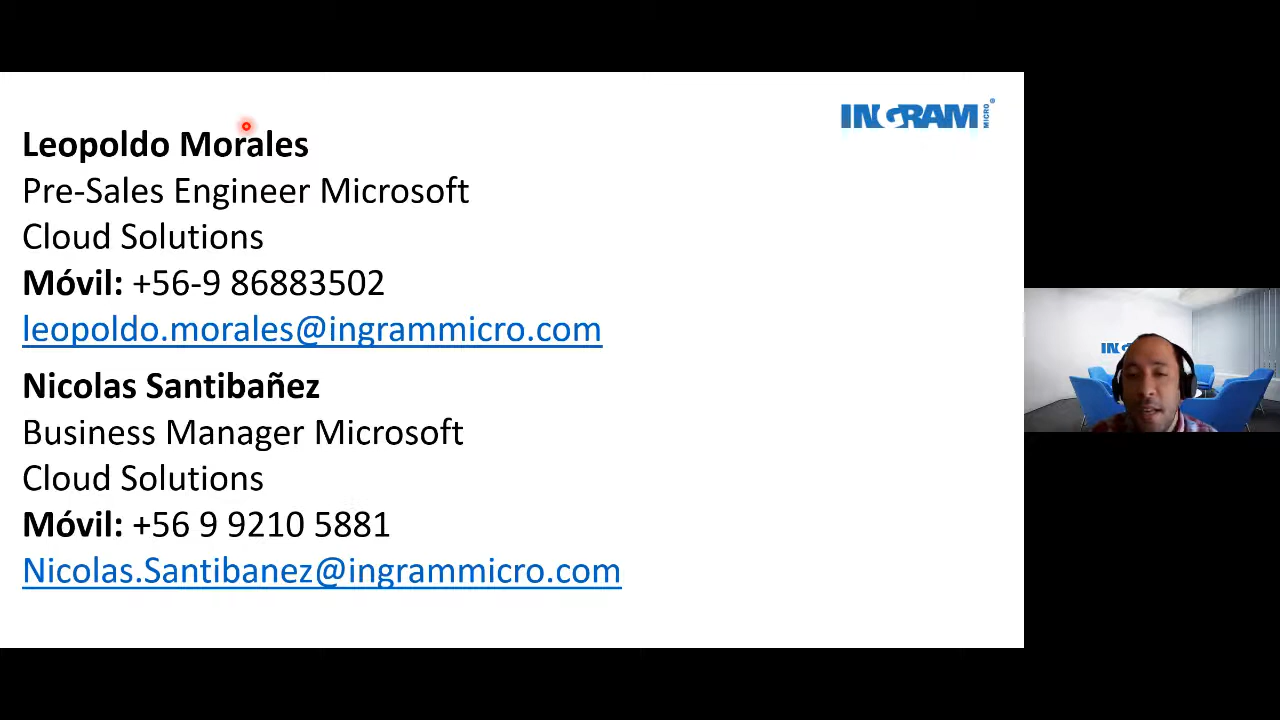 INGRAM
MICRO
Leopoldo Morales
Pre-Sales Engineer Microsoft
Cloud Solutions
Móvil: +56-9 86883502
leopoldo.morales@ingrammicro.com
Nicolas Santibañez
Business Manager Microsoft
Cloud Solutions
Móvil: +56 9 9210 5881
Nicolas.Santibanez@ingrammicro.com